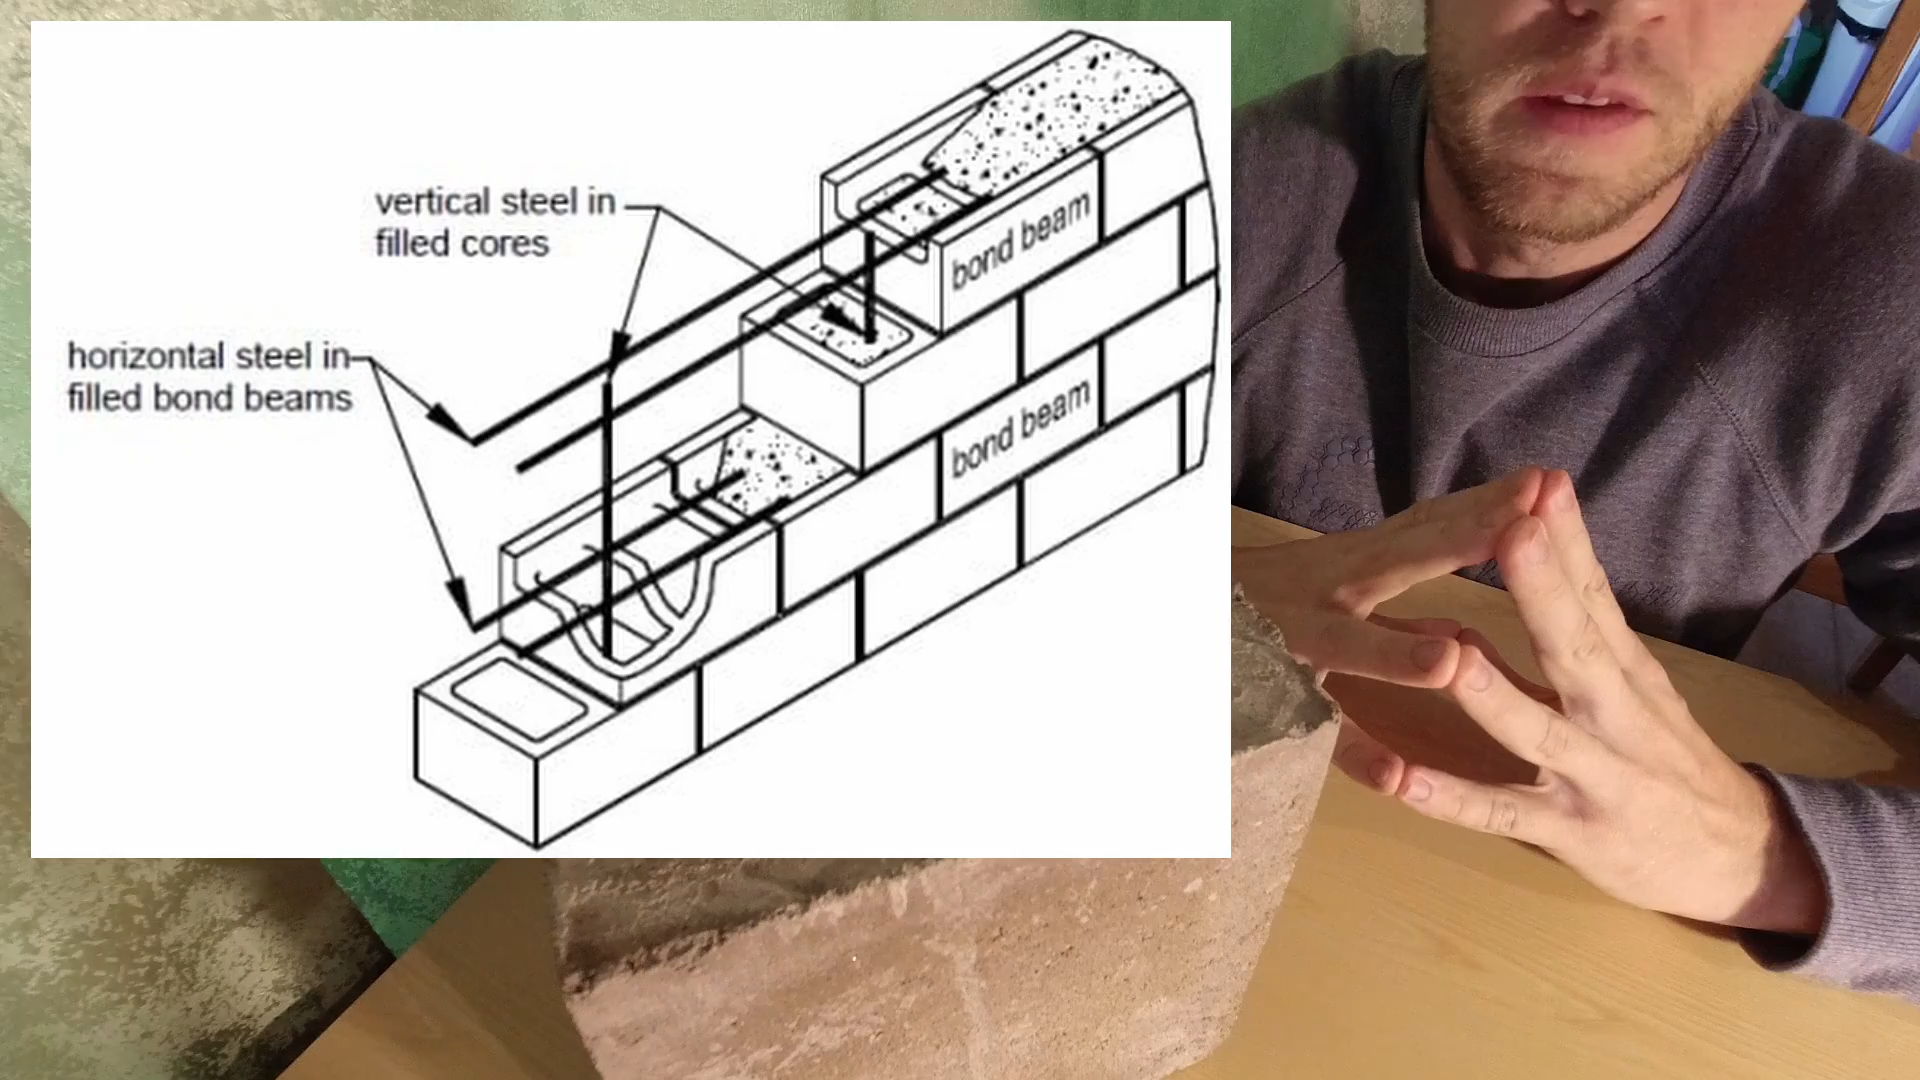 vertical steel in
filled cores
horizontal steel in
filled bond beams
bond beam
bond beam